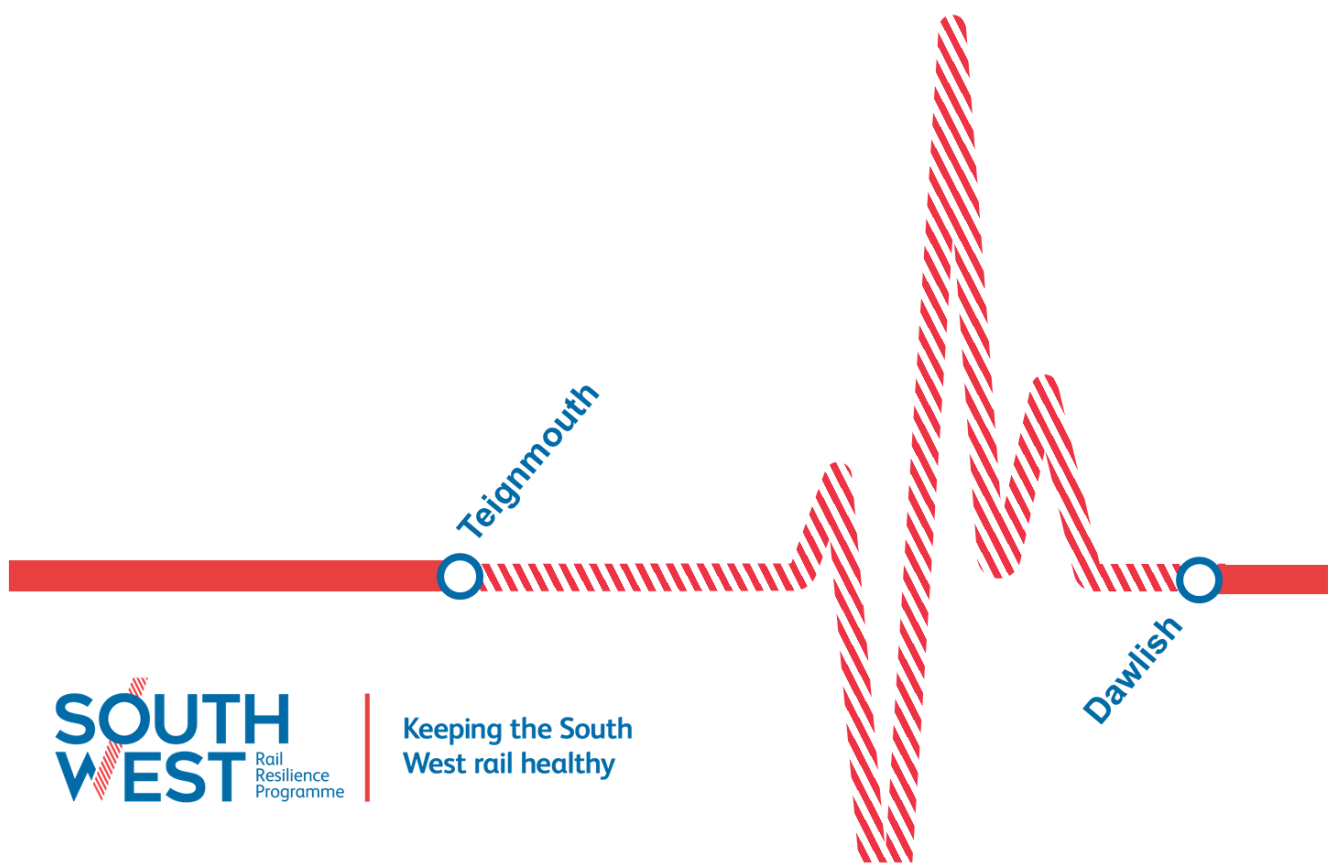 Teignmouth
Dawlish
SOUTH
WEST
Rail
Resilience
Programme
Keeping the South
West rail healthy